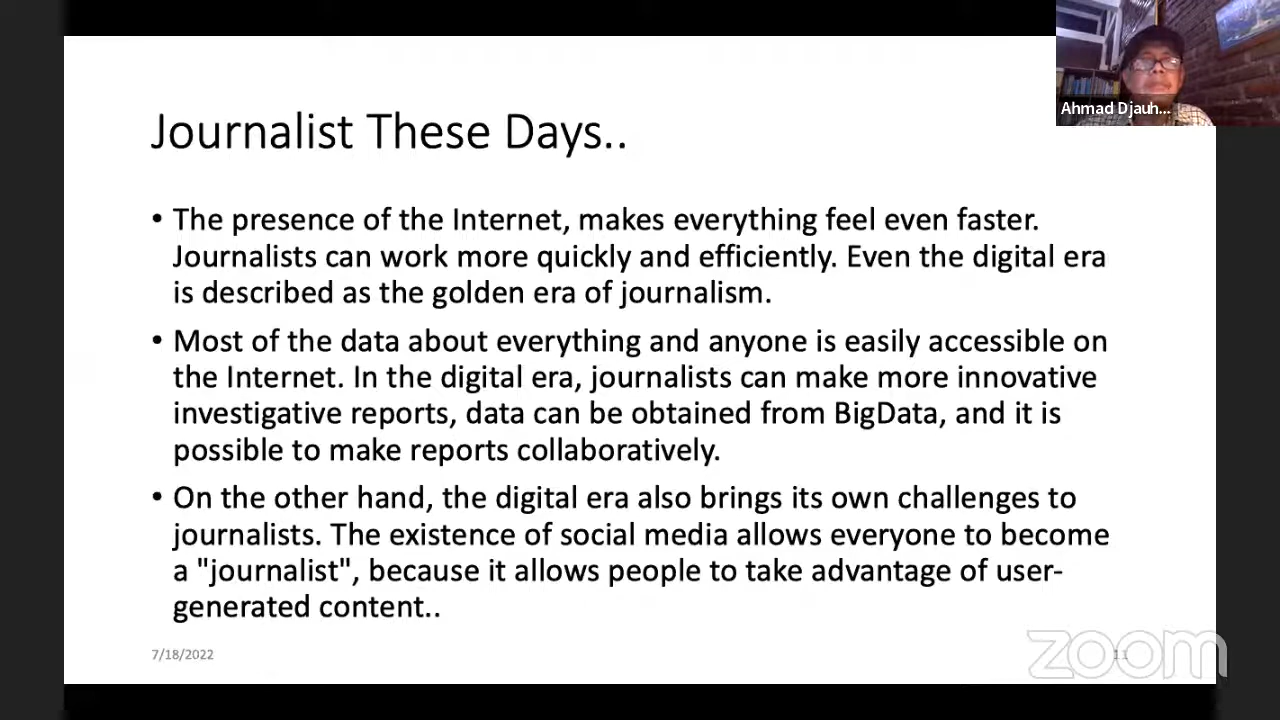 Ahmad Djauh...
Journalist These Days..
• The presence of the Internet, makes everything feel even faster.
Journalists can work more quickly and efficiently. Even the digital era
is described as the golden era of journalism.
• Most of the data about everything and anyone is easily accessible on
the Internet. In the digital era, journalists can make more innovative
investigative reports, data can be obtained from BigData, and it is
possible to make reports collaboratively.
• On the other hand, the digital era also brings its own challenges to
journalists. The existence of social media allows everyone to become
a "journalist", because it allows people to take advantage of user-
generated content..
7/18/2022
11
zoom